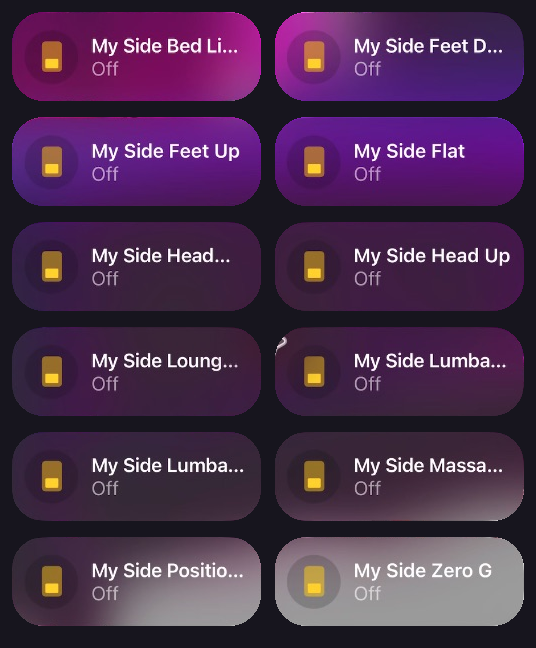 My Side Bed Li...
Off
My Side Feet D...
Off
My Side Feet Up
Off
My Side Flat
Off
My Side Head...
Off
My Side Head Up
Off
My Side Loung...
Off
My Side Lumba...
Off
My Side Lumba...
Off
My Side Massa...
Off
My Side Positio...
Off
My Side Zero G
Off